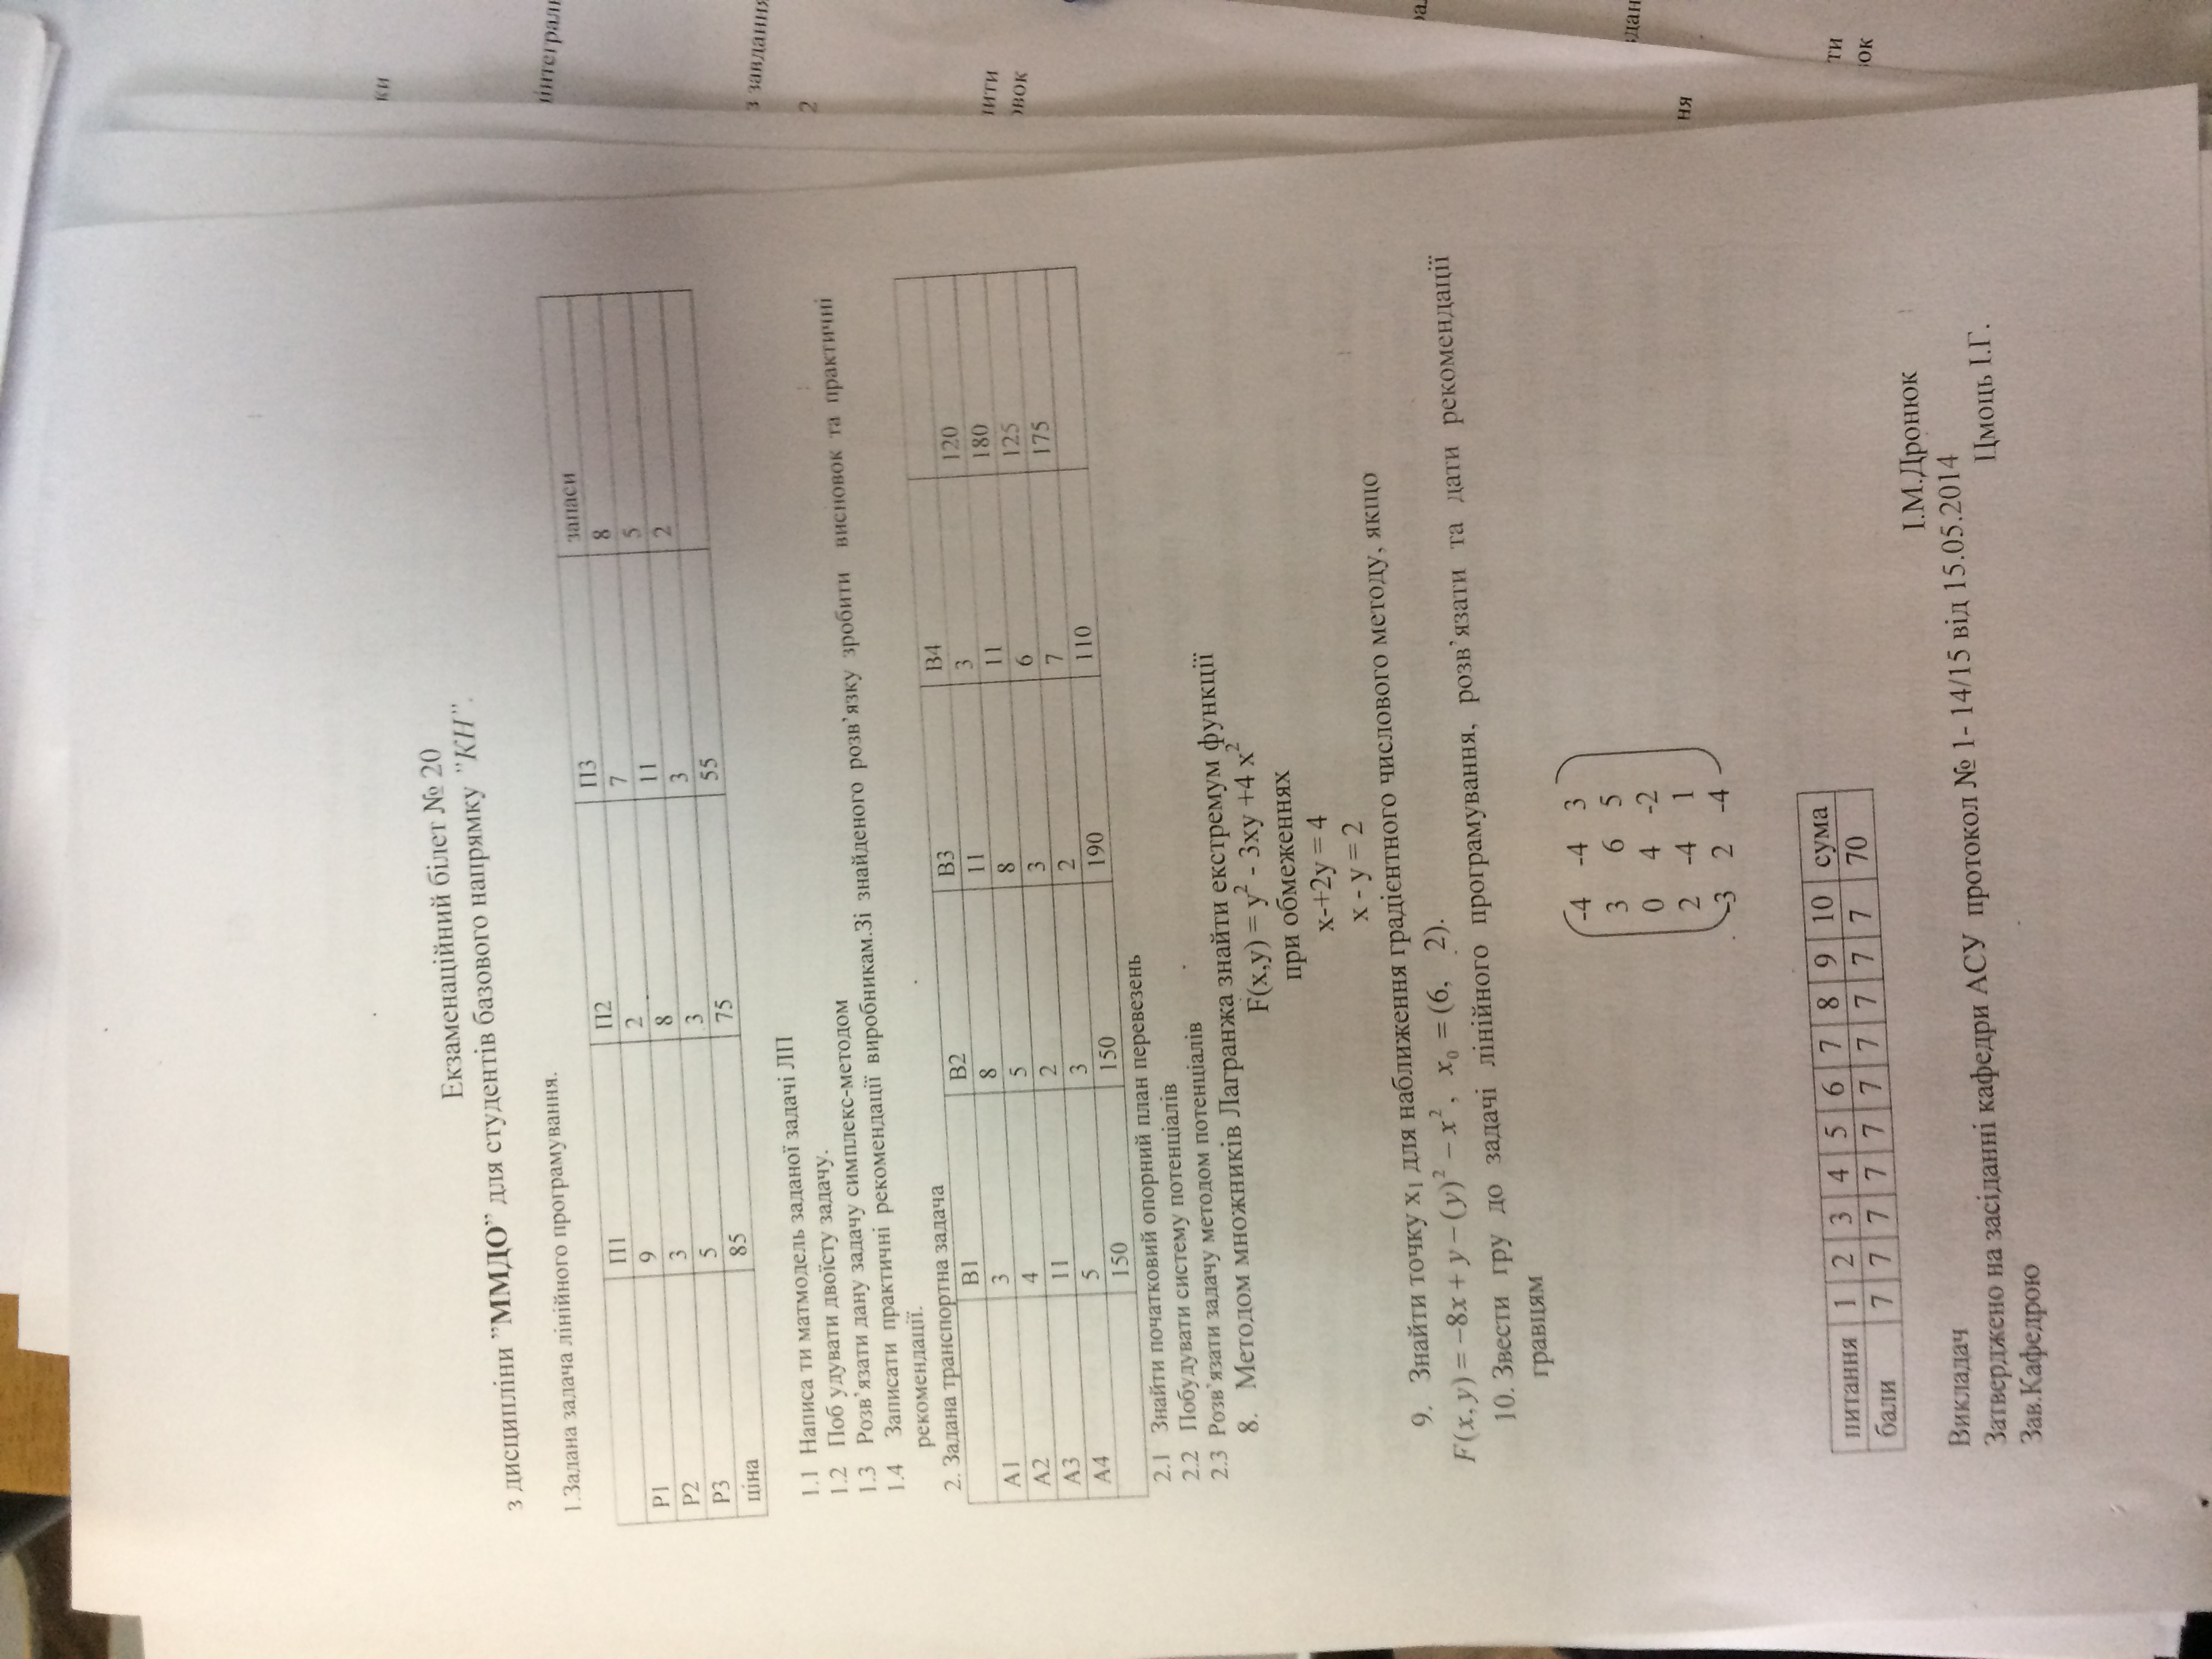 Екзаменаційний білет № 20
з дисципліни ”ММДО” для студентів базового напрямку ”КН”.
1.Задана задача лінійного програмування.
П1 П2 П3 запаси
Р1 9 2 7 8
Р2 3 8 11 5
Р3 5 3 3 2
ціна 85 75 55
1.1 Написа ти матмодель заданої задачі ЛП
1.2 Поб удувати двоїсту задачу.
1.3 Розв’язати дану задачу симплекс-методом
1.4 Записати практичні рекомендації виробникам.Зі знайденого розв’язку зробити висновок та практичні
рекомендації.
2. Задана транспортна задача
В1 В2 В3 В4
А1 3 8 11 3 120
А2 4 5 8 11 180
А3 11 2 3 6 125
А4 5 3 2 7 175
150 150 190 110
2.1 Знайти початковий опорний план перевезень
2.2 Побудувати систему потенціалів
2.3 Розв’язати задачу методом потенціалів
8. Методом множників Лагранжа знайти екстремум функції
F(x,y) = y² - 3xy +4 x²
при обмеженнях
x-+2y = 4
x - y = 2
9. Знайти точку x₁ для наближення градієнтного числового методу, якщо
F(x, y) = −8x + y − (y)² − x², x₀ = (6, 2).
10. Звести гру до задачі лінійного програмування, розв’язати та дати рекомендації
гравцям
-4 -4 3
3 6 5
0 4 -2
2 -4 1
-3 2 -4
питання 1 2 3 4 5 6 7 8 9 10 сума
бали 7 7 7 7 7 7 7 7 7 7 70
І.М.Дронюк
Викладач
Затверджено на засіданні кафедри АСУ протокол № 1- 14/15 від 15.05.2014
Цмоць І.Г.
Зав.Кафедрою
ки
з завдання
2
ня